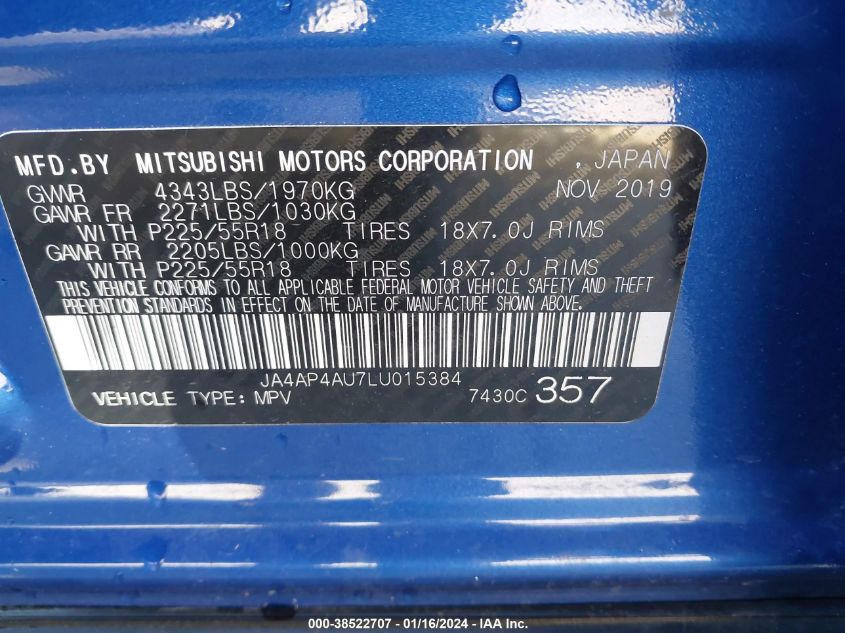 MFD.BY MITSUBISHI MOTORS CORPORATION , JAPAN
GVWR 4343LBS/1970KG NOV 2019
GAWR FR 2271LBS/1030KG
WITH P225/55R18 TIRES 18X7.0J RIMS
GAWR RR 2205LBS/1000KG
WITH P225/55R18 TIRES 18X7.0J RIMS
THIS VEHICLE CONFORMS TO ALL APPLICABLE FEDERAL MOTOR VEHICLE SAFETY AND THEFT
PREVENTION STANDARDS IN EFFECT ON THE DATE OF MANUFACTURE SHOWN ABOVE.
JA4AP4AU7LU015384
VEHICLE TYPE: MPV 7430C 357
000-38522707 - 01/16/2024 - IAA Inc.